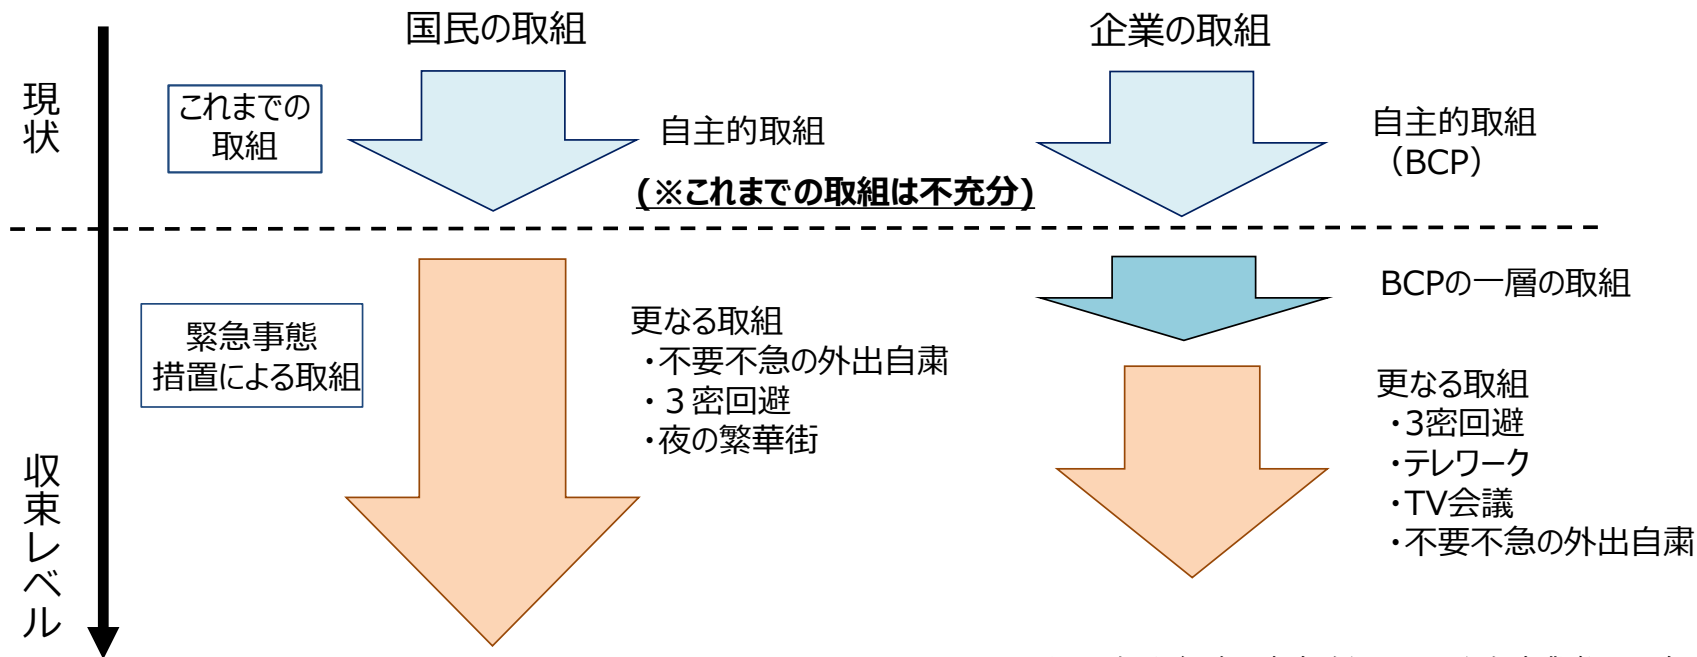 国民の取組
企業の取組
現状
これまでの
取組
自主的取組
自主的取組
（BCP）
(※これまでの取組は不充分)
緊急事態
措置による取組
更なる取組
・不要不急の外出自粛
・３密回避
・夜の繁華街
BCPの一層の取組
更なる取組
・3密回避
・テレワーク
・TV会議
・不要不急の外出自粛
収束レベル